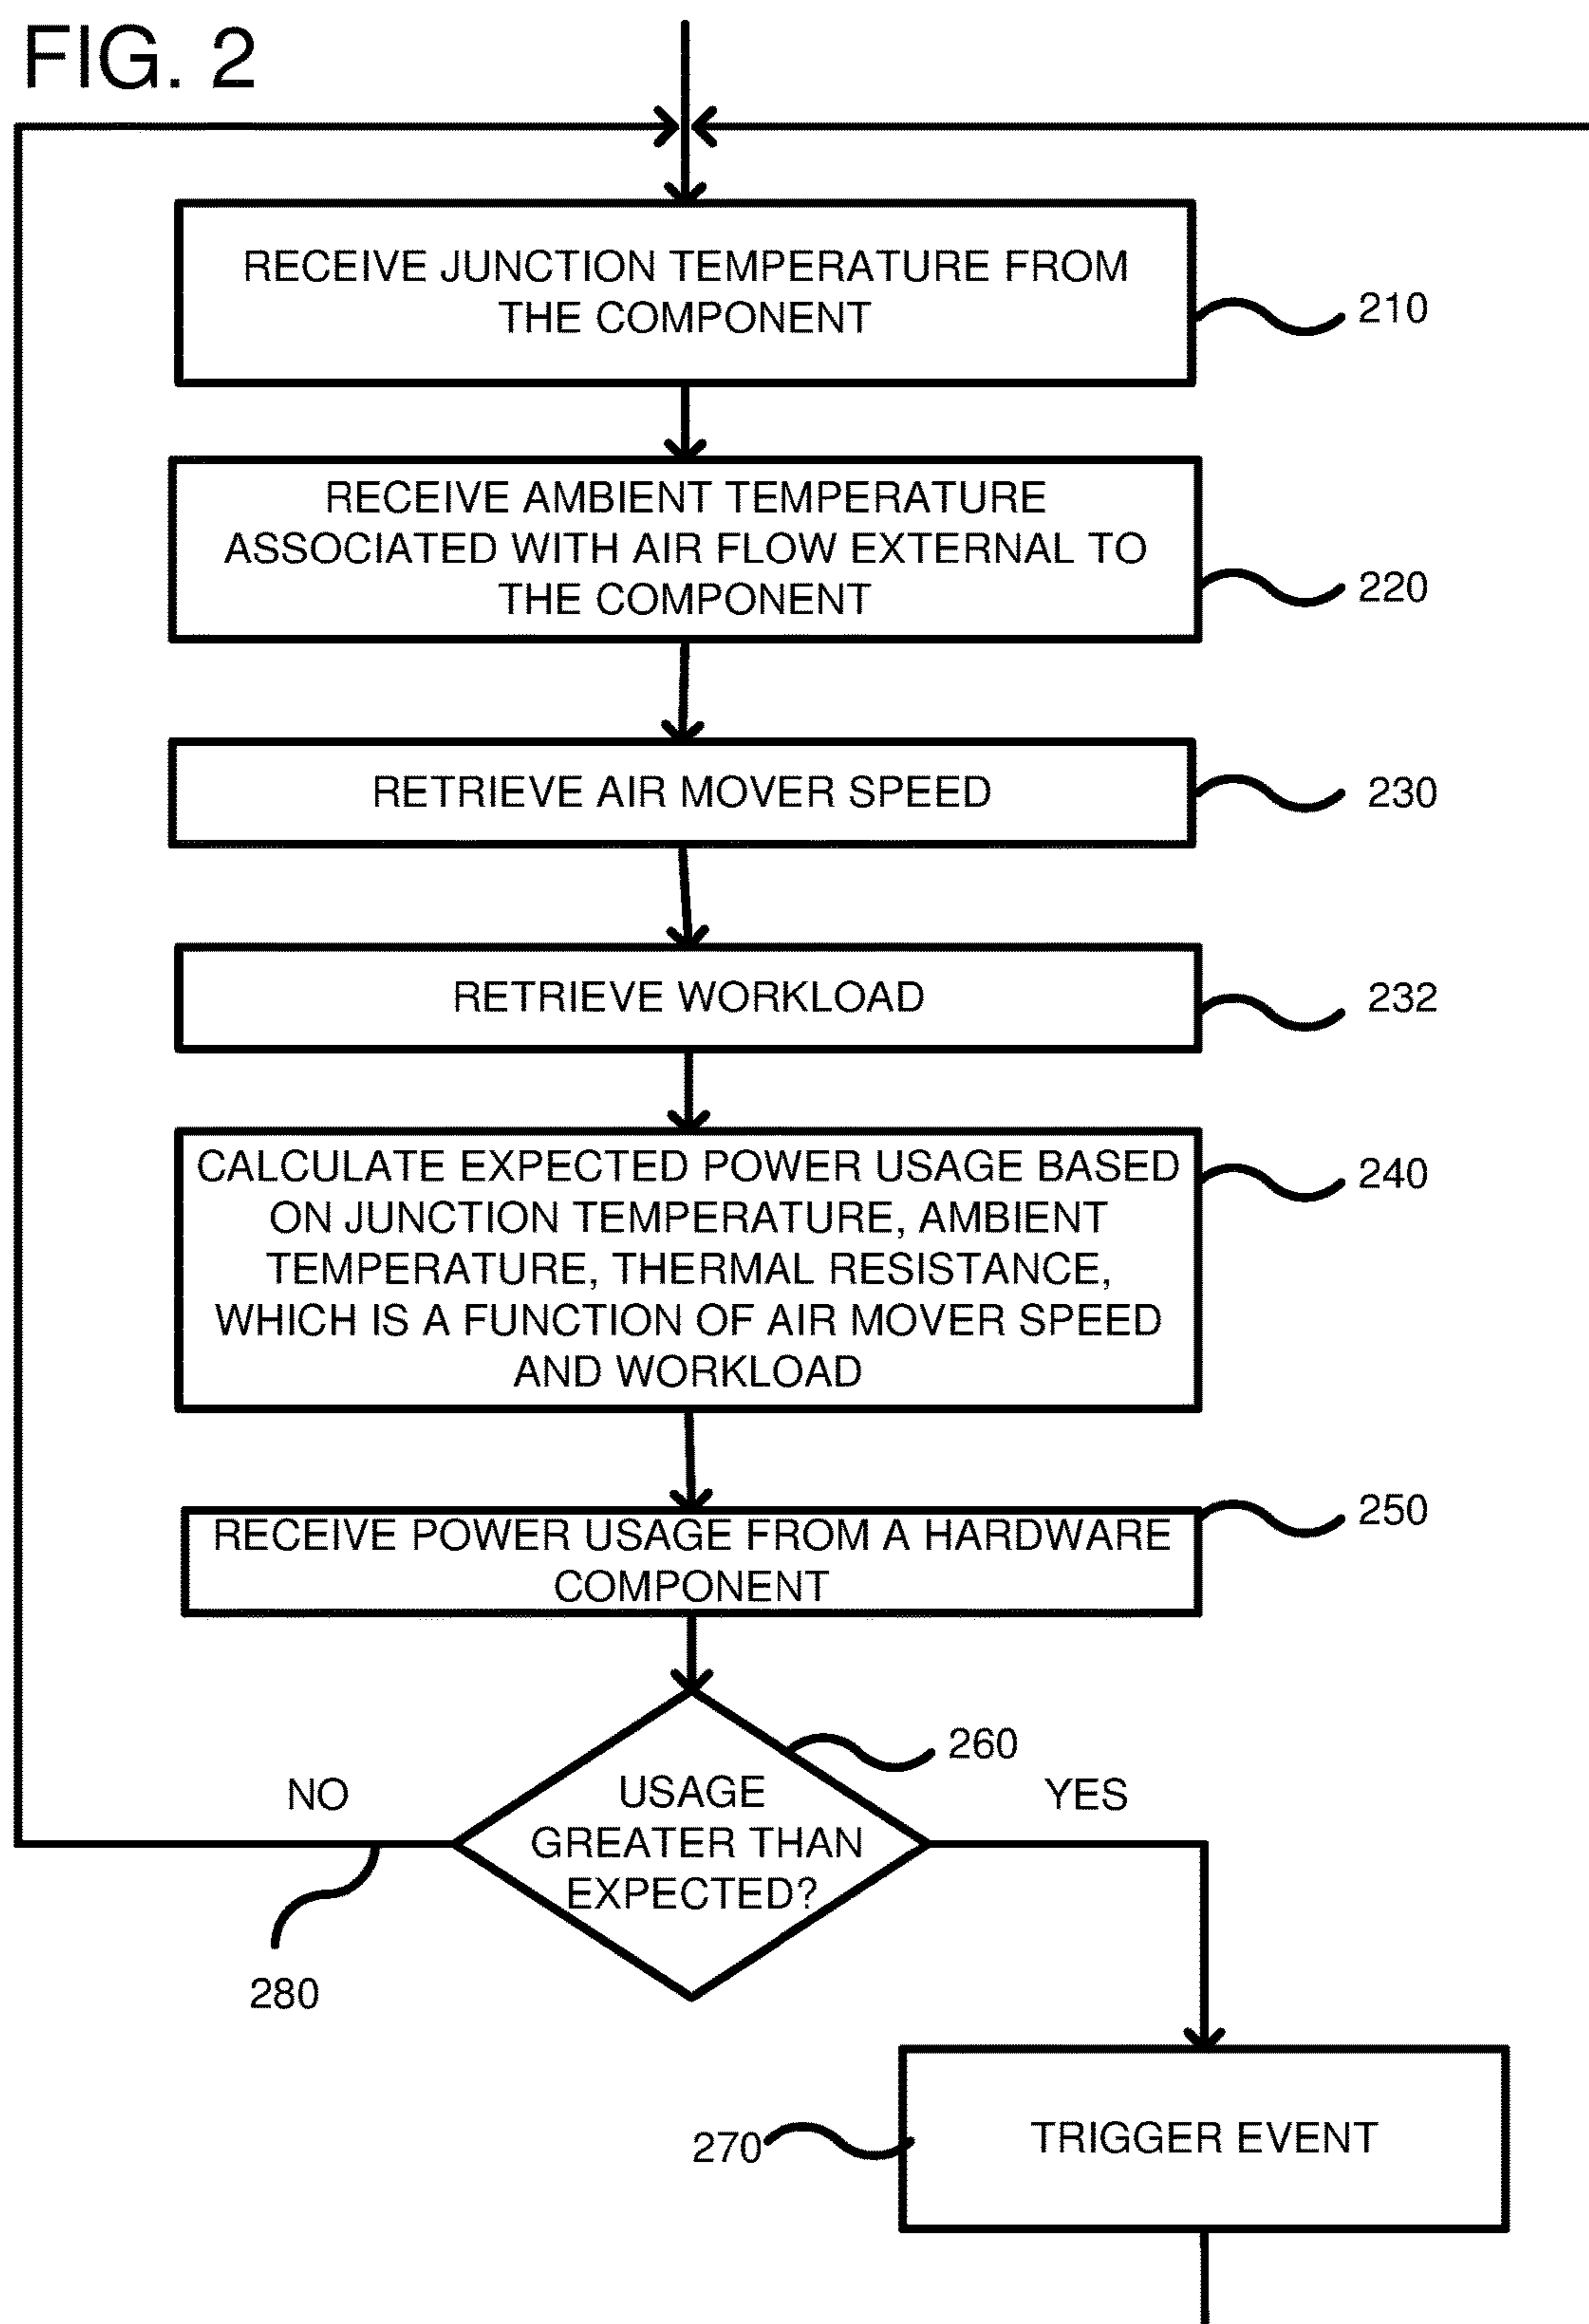 FIG. 2
RECEIVE JUNCTION TEMPERATURE FROM
THE COMPONENT
210
RECEIVE AMBIENT TEMPERATURE
ASSOCIATED WITH AIR FLOW EXTERNAL TO
THE COMPONENT
220
RETRIEVE AIR MOVER SPEED
230
RETRIEVE WORKLOAD
232
CALCULATE EXPECTED POWER USAGE BASED
ON JUNCTION TEMPERATURE, AMBIENT
TEMPERATURE, THERMAL RESISTANCE,
WHICH IS A FUNCTION OF AIR MOVER SPEED
AND WORKLOAD
240
RECEIVE POWER USAGE FROM A HARDWARE
COMPONENT
250
260
NO
USAGE
GREATER THAN
EXPECTED?
YES
280
270
TRIGGER EVENT